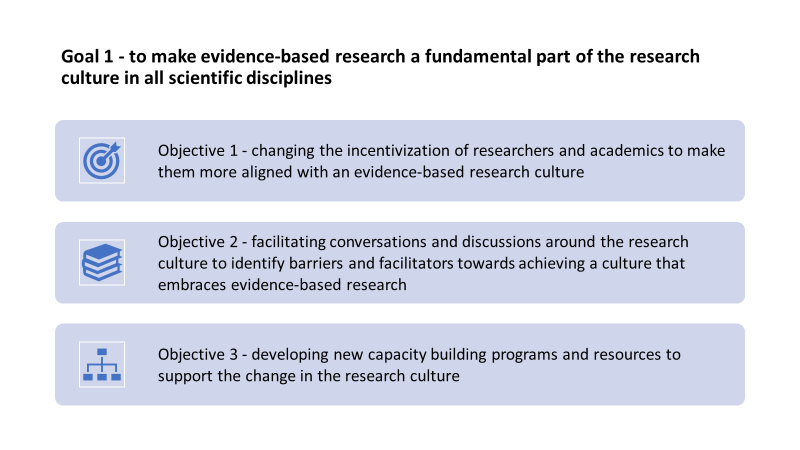 Goal 1 - to make evidence-based research a fundamental part of the research
culture in all scientific disciplines
Objective 1 - changing the incentivization of researchers and academics to make
them more aligned with an evidence-based research culture
Objective 2 - facilitating conversations and discussions around the research
culture to identify barriers and facilitators towards achieving a culture that
embraces evidence-based research
Objective 3 - developing new capacity building programs and resources to
support the change in the research culture